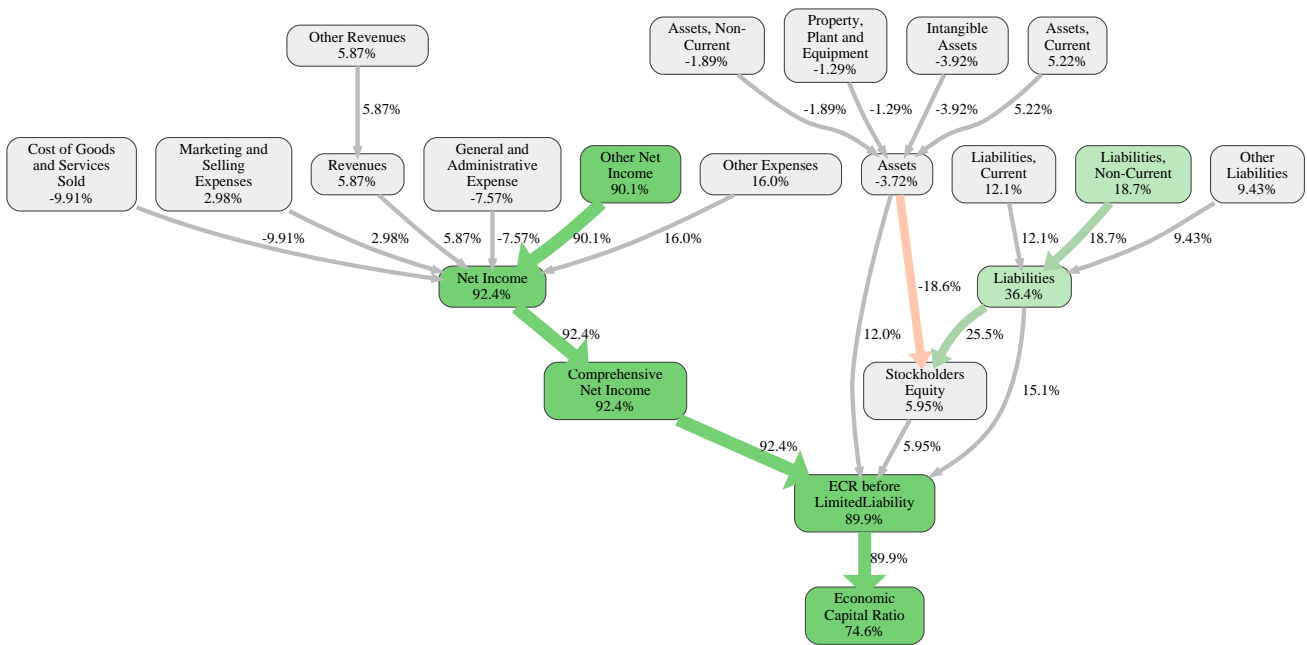 Other Revenues
5.87%
Assets, Non-
Current
-1.89%
Property,
Plant and
Equipment
-1.29%
Intangible
Assets
-3.92%
Assets,
Current
5.22%
5.87%
-1.89%
-1.29%
-3.92%
5.22%
Cost of Goods
and Services
Sold
-9.91%
Marketing and
Selling
Expenses
2.98%
Revenues
5.87%
General and
Administrative
Expense
-7.57%
Other Net
Income
90.1%
Other Expenses
16.0%
Assets
-3.72%
Liabilities,
Current
12.1%
Liabilities,
Non-Current
18.7%
Other
Liabilities
9.43%
-9.91%
2.98%
5.87%
-7.57%
90.1%
16.0%
12.1%
18.7%
9.43%
Net Income
92.4%
Liabilities
36.4%
92.4%
12.0%
-18.6%
25.5%
15.1%
Comprehensive
Net Income
92.4%
Stockholders
Equity
5.95%
92.4%
5.95%
ECR before
LimitedLiability
89.9%
89.9%
Economic
Capital Ratio
74.6%